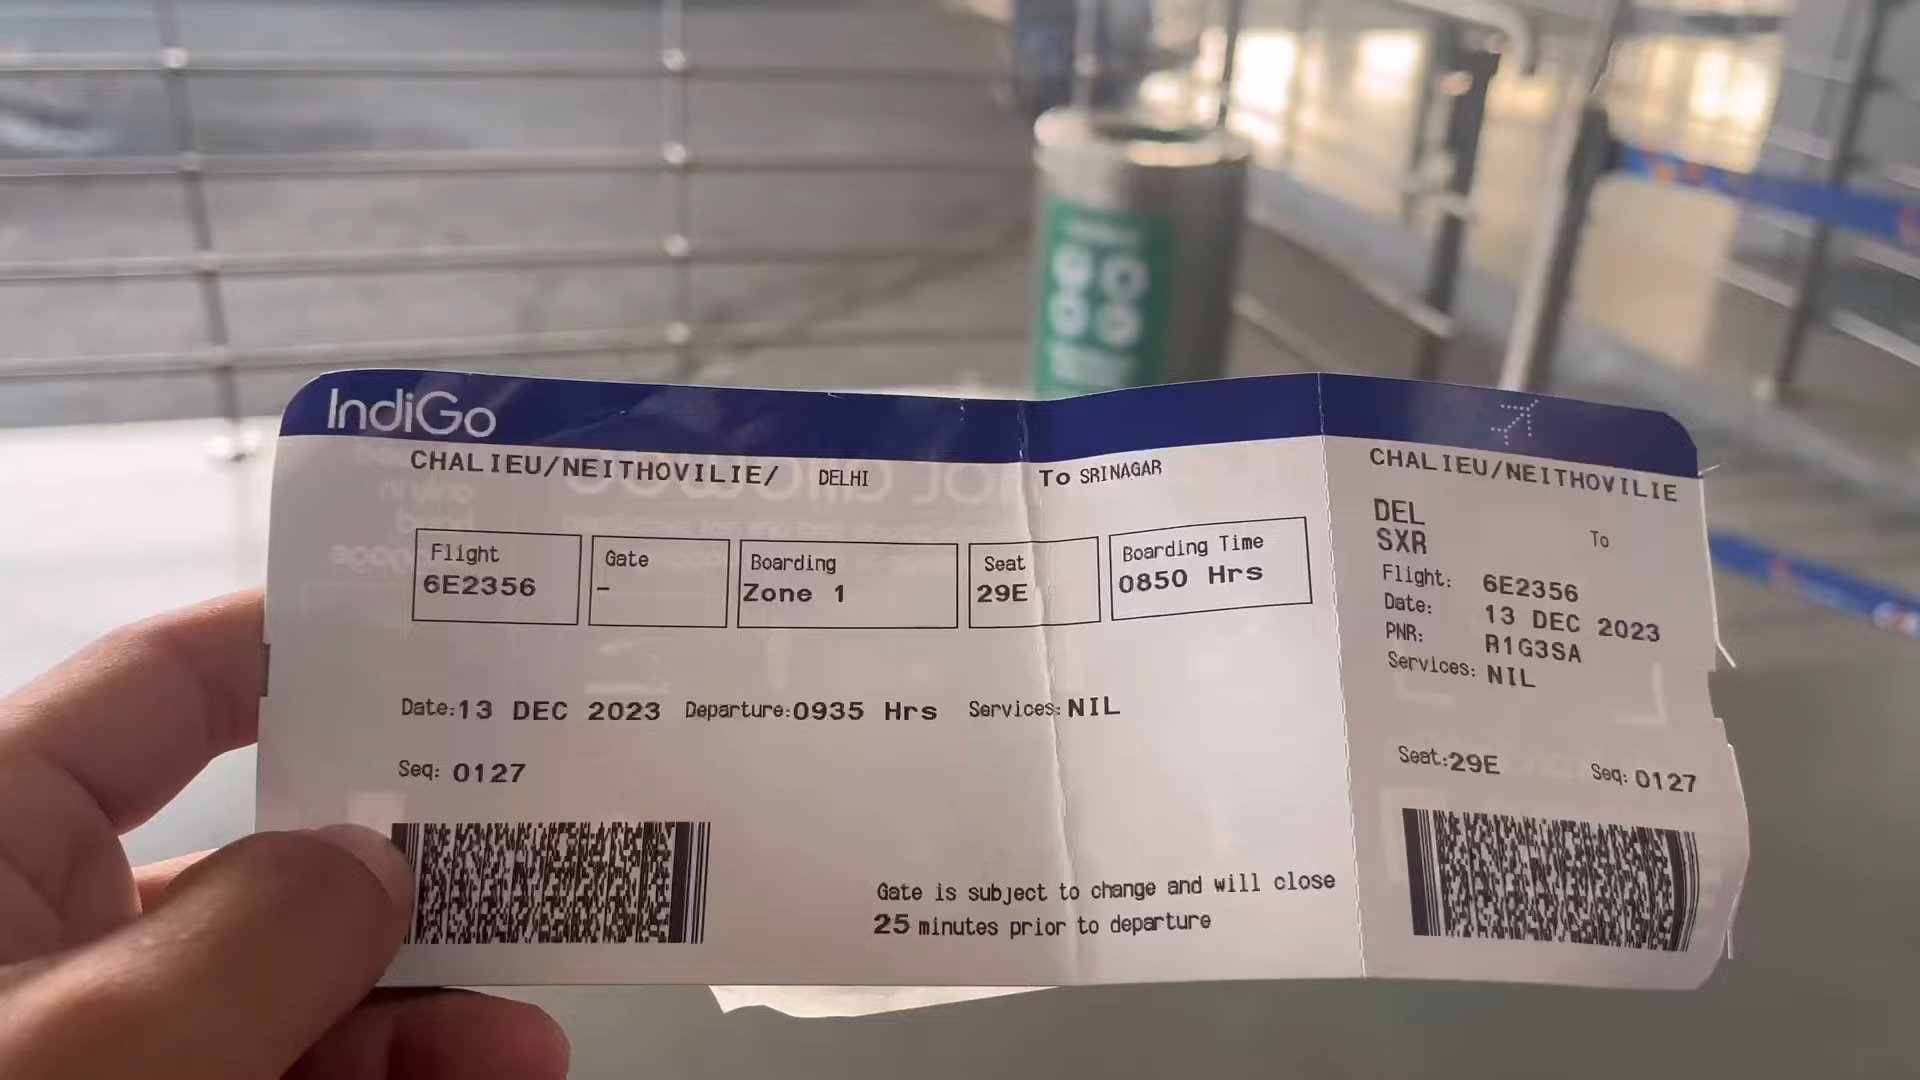 IndiGo
CHALIEU/NEITHOVILIE/ DELHI To SRINAGAR
Flight Gate Boarding Seat Boarding Time
6E2356 - Zone 1 29E 0850 Hrs
Date:13 DEC 2023 Departure:0935 Hrs Services:NIL
Seq: 0127
Gate is subject to change and will close
25 minutes prior to departure
CHALIEU/NEITHOVILIE
DEL To
SXR
Flight: 6E2356
Date: 13 DEC 2023
PNR: R1G3SA
Services: NIL
Seat:29E Seq: 0127